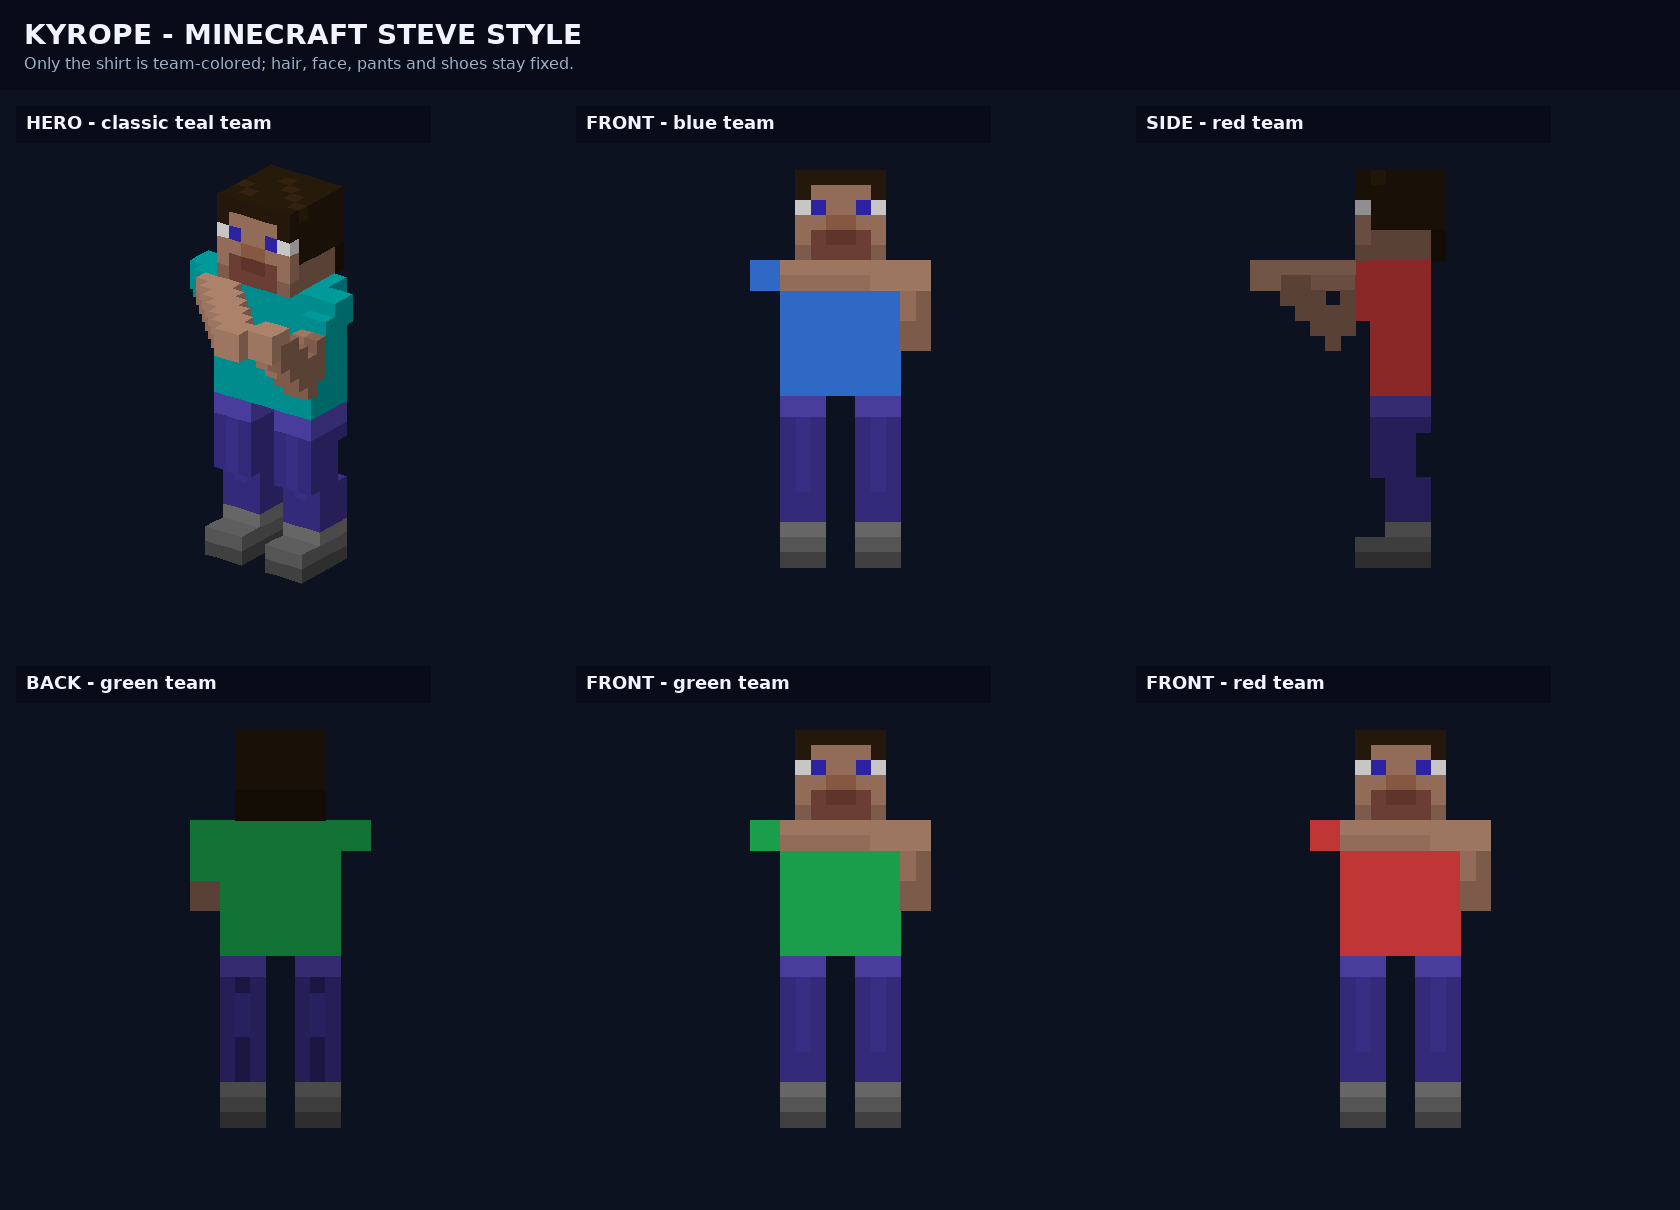 KYROPE - MINECRAFT STEVE STYLE
Only the shirt is team-colored; hair, face, pants and shoes stay fixed.
HERO - classic teal team
FRONT - blue team
SIDE - red team
BACK - green team
FRONT - green team
FRONT - red team